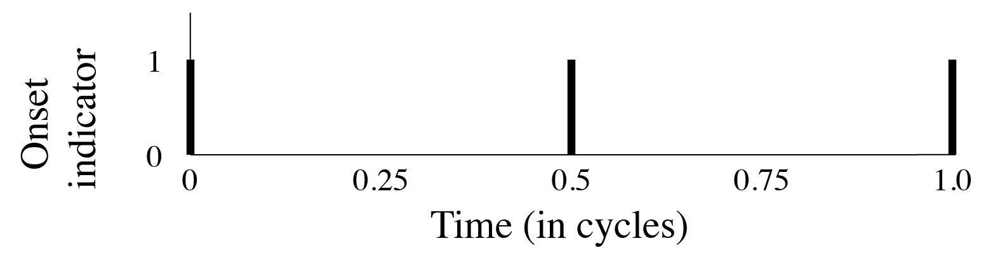 Onset
indicator
1
0
0 0.25 0.5 0.75 1.0
Time (in cycles)